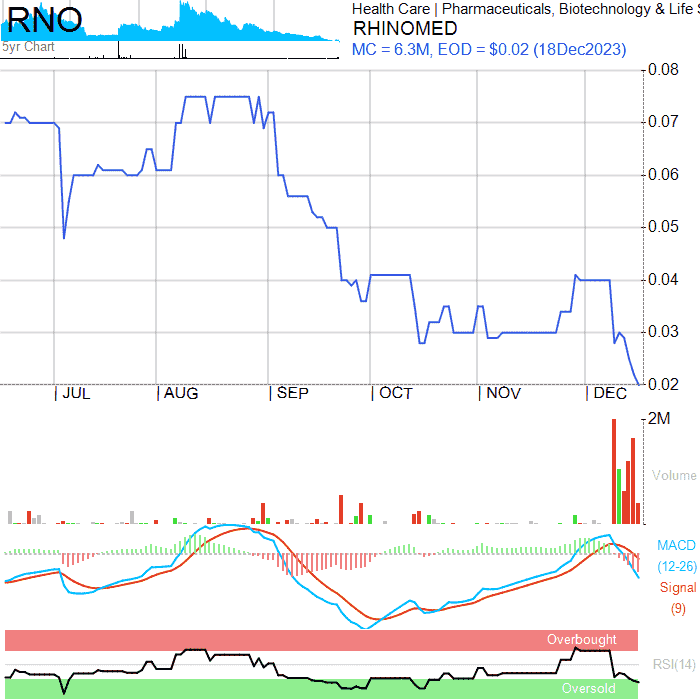 RNO
5yr Chart
Health Care | Pharmaceuticals, Biotechnology & Life S
RHINOMED
MC = 6.3M, EOD = $0.02 (18Dec2023)
0.08
0.07
0.06
0.05
0.04
0.03
0.02
| JUL | AUG | SEP | OCT | NOV | DEC
2M
Volume
MACD
(12-26)
Signal
(9)
Overbought
RSI(14)
Oversold